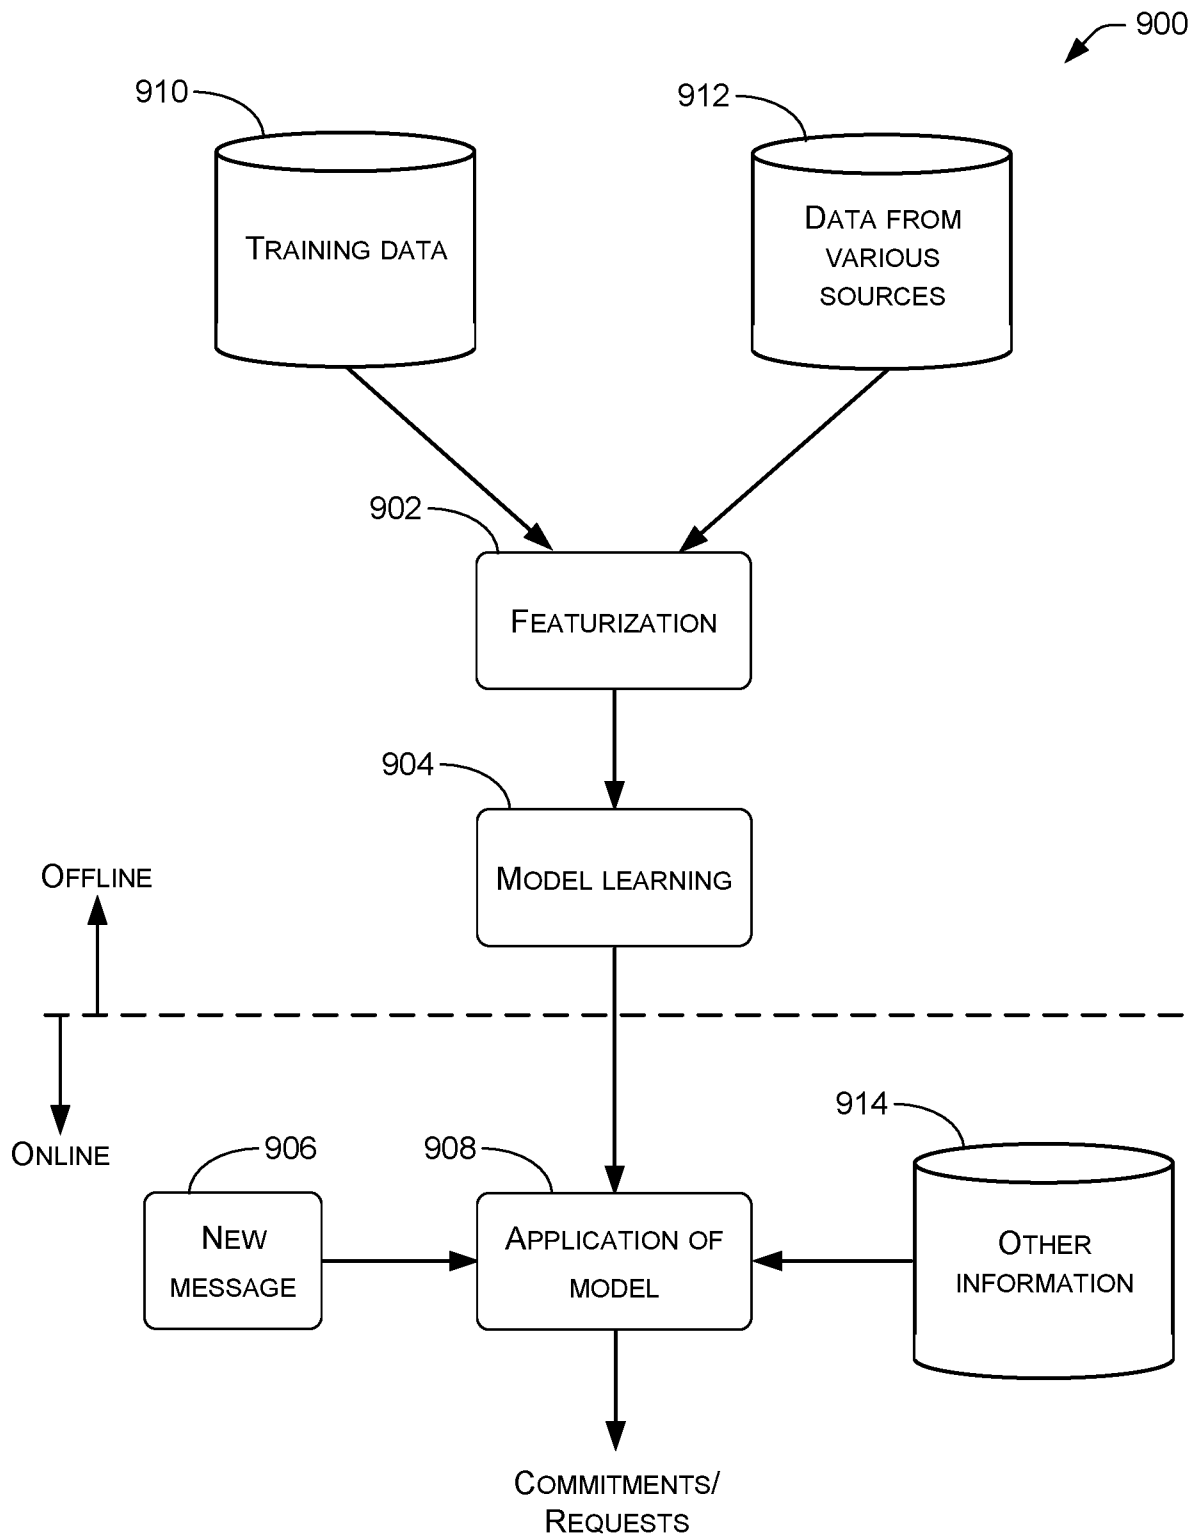 900
910
912
TRAINING DATA
DATA FROM
VARIOUS
SOURCES
902
FEATURIZATION
904
MODEL LEARNING
OFFLINE
ONLINE
906
908
914
NEW
MESSAGE
APPLICATION OF
MODEL
OTHER
INFORMATION
COMMITMENTS/
REQUESTS